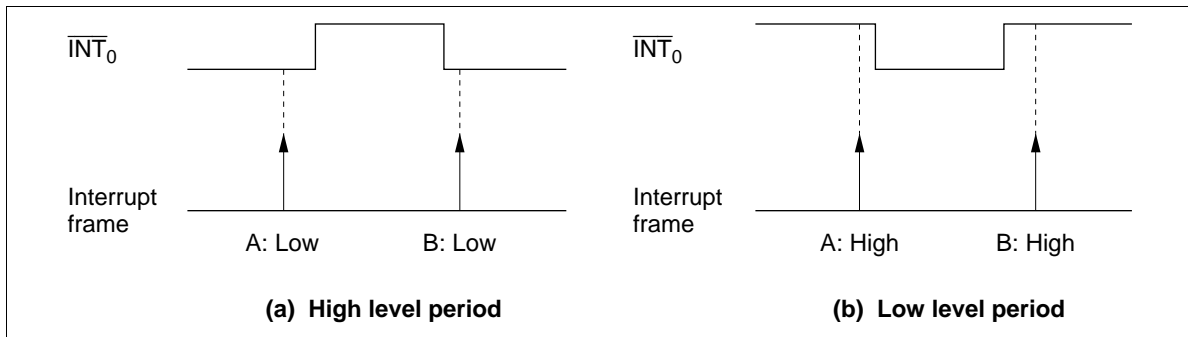 INT0
Interrupt
frame
A: Low
B: Low
(a) High level period
INT0
Interrupt
frame
A: High
B: High
(b) Low level period